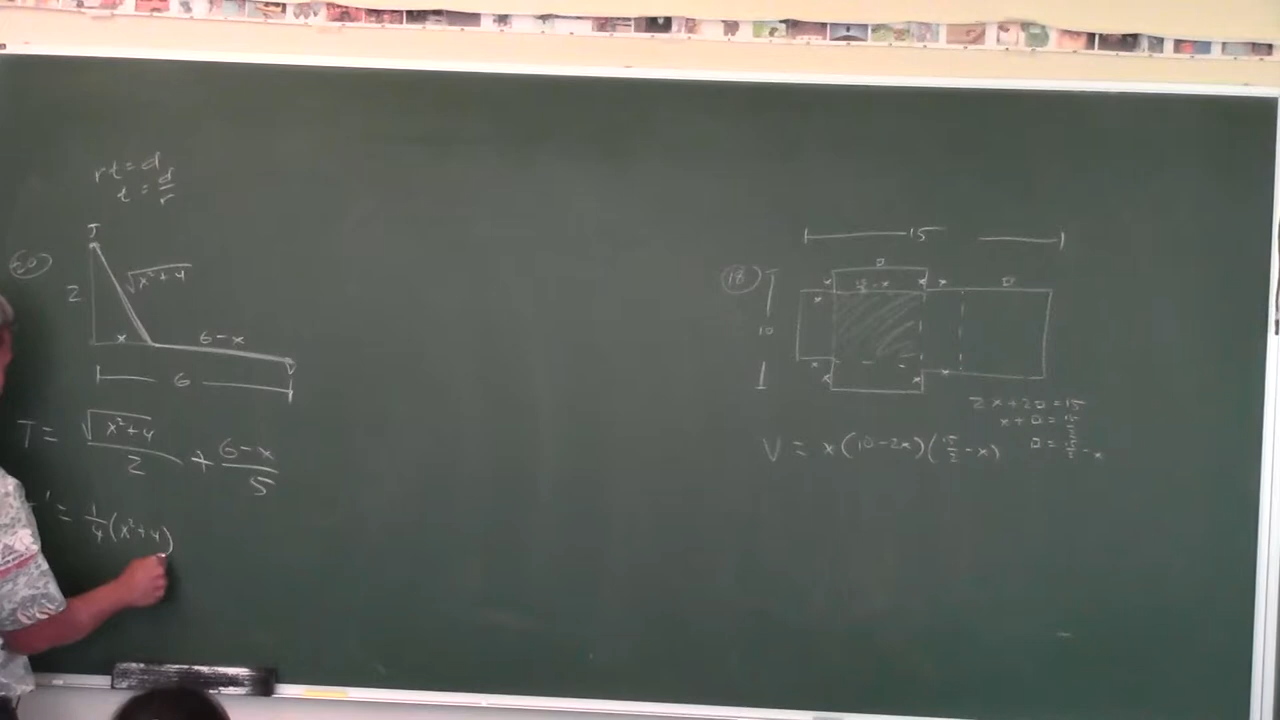 rt = d
t = d/r
50
J
2
√(x²+4)
x
6-x
6
T = √(x²+4)/2 + (6-x)/5
' = 1/4(x²+4)
15
18
□
x 15/2-x x x □
x
10
x x
x x
2x+2□=15
x+□=15/2
□=15/2-x
V = x(10-2x)(15/2-x)